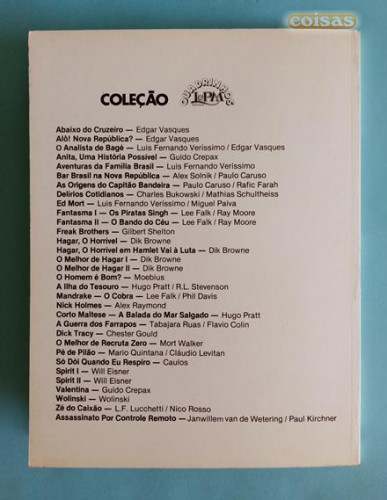 coisas
COLEÇÃO QUADRINHOS L&PM
Abaixo do Cruzeiro — Edgar Vasques
Alô! Nova República? — Edgar Vasques
O Analista de Bagé — Luis Fernando Veríssimo / Edgar Vasques
Anita, Uma História Possível — Guido Crepax
Aventuras da Família Brasil — Luis Fernando Veríssimo
Bar Brasil na Nova República — Alex Solnik / Paulo Caruso
As Origens do Capitão Bandeira — Paulo Caruso / Rafic Farah
Delírios Cotidianos — Charles Bukowski / Mathias Schultheiss
Ed Mort — Luis Fernando Veríssimo / Miguel Paiva
Fantasma I — Os Piratas Singh — Lee Falk / Ray Moore
Fantasma II — O Bando do Céu — Lee Falk / Ray Moore
Freak Brothers — Gilbert Shelton
Hagar, O Horrível — Dik Browne
Hagar, O Horrível em Hamlet Vai à Luta — Dik Browne
O Melhor de Hagar I — Dik Browne
O Melhor de Hagar II — Dik Browne
O Homem é Bom? — Moebius
A Ilha do Tesouro — Hugo Pratt / R.L. Stevenson
Mandrake — O Cobra — Lee Falk / Phil Davis
Nick Holmes — Alex Raymond
Corto Maltese — A Balada do Mar Salgado — Hugo Pratt
A Guerra dos Farrapos — Tabajara Ruas / Flavio Colin
Dick Tracy — Chester Gould
O Melhor de Recruta Zero — Mort Walker
Pé de Pilão — Mario Quintana / Cláudio Levitan
Só Dói Quando Eu Respiro — Caulos
Spirit I — Will Eisner
Spirit II — Will Eisner
Valentina — Guido Crepax
Wolinski — Wolinski
Zé do Caixão — L.F. Lucchetti / Nico Rosso
Assassinato Por Controle Remoto — Janwillem van de Wetering / Paul Kirchner